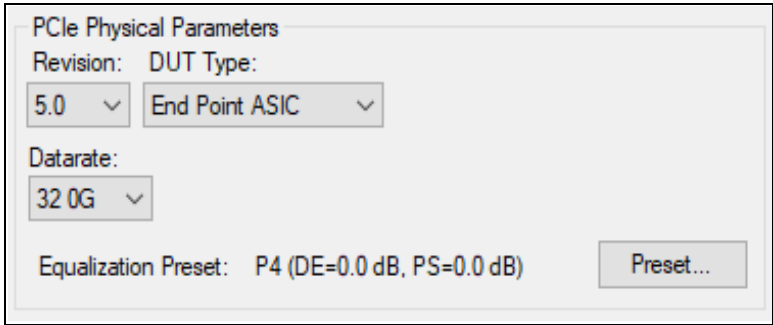 PCIe Physical Parameters
Revision: DUT Type:
5.0 End Point ASIC
Datarate:
32 0G
Equalization Preset: P4 (DE=0.0 dB, PS=0.0 dB) Preset...